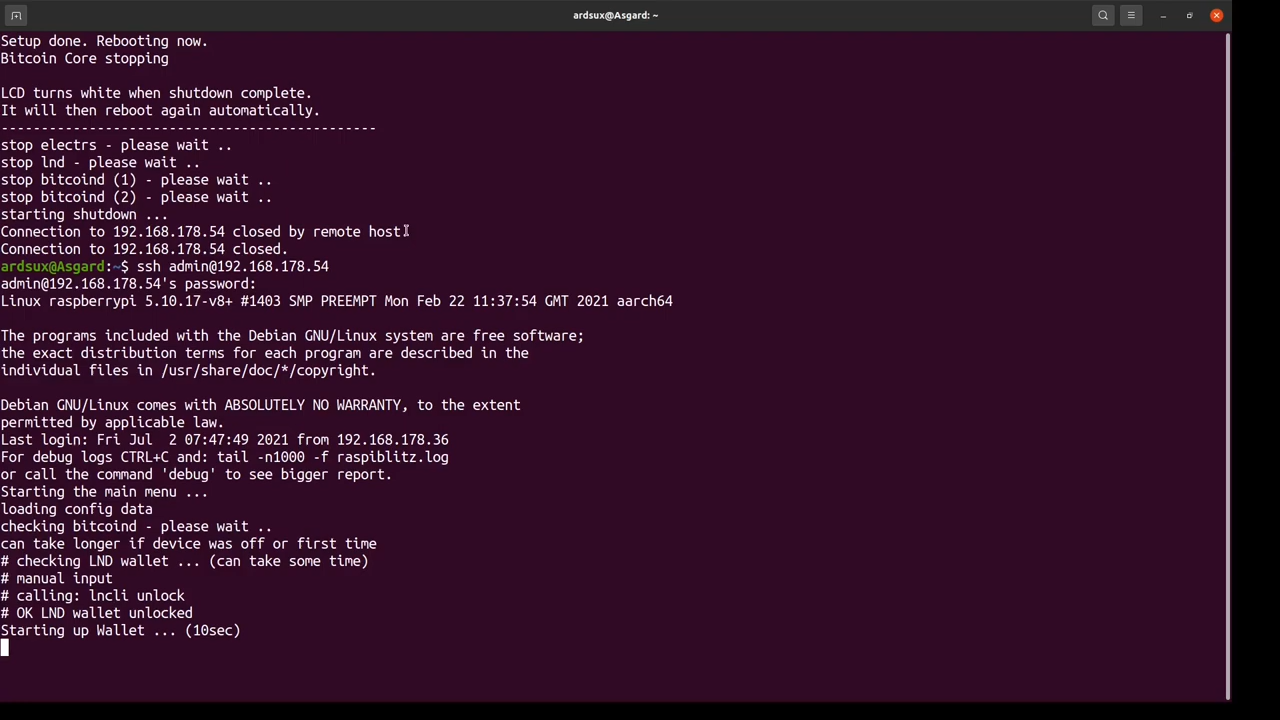 ardsux@Asgard: ~
Setup done. Rebooting now.
Bitcoin Core stopping
LCD turns white when shutdown complete.
It will then reboot again automatically.
-----------------------------------------------
stop electrs - please wait ..
stop lnd - please wait ..
stop bitcoind (1) - please wait ..
stop bitcoind (2) - please wait ..
starting shutdown ...
Connection to 192.168.178.54 closed by remote host.
Connection to 192.168.178.54 closed.
ardsux@Asgard:~$ ssh admin@192.168.178.54
admin@192.168.178.54's password:
Linux raspberrypi 5.10.17-v8+ #1403 SMP PREEMPT Mon Feb 22 11:37:54 GMT 2021 aarch64
The programs included with the Debian GNU/Linux system are free software;
the exact distribution terms for each program are described in the
individual files in /usr/share/doc/*/copyright.
Debian GNU/Linux comes with ABSOLUTELY NO WARRANTY, to the extent
permitted by applicable law.
Last login: Fri Jul  2 07:47:49 2021 from 192.168.178.36
For debug logs CTRL+C and: tail -n1000 -f raspiblitz.log
or call the command 'debug' to see bigger report.
Starting the main menu ...
loading config data
checking bitcoind - please wait ..
can take longer if device was off or first time
# checking LND wallet ... (can take some time)
# manual input
# calling: lncli unlock
# OK LND wallet unlocked
Starting up Wallet ... (10sec)